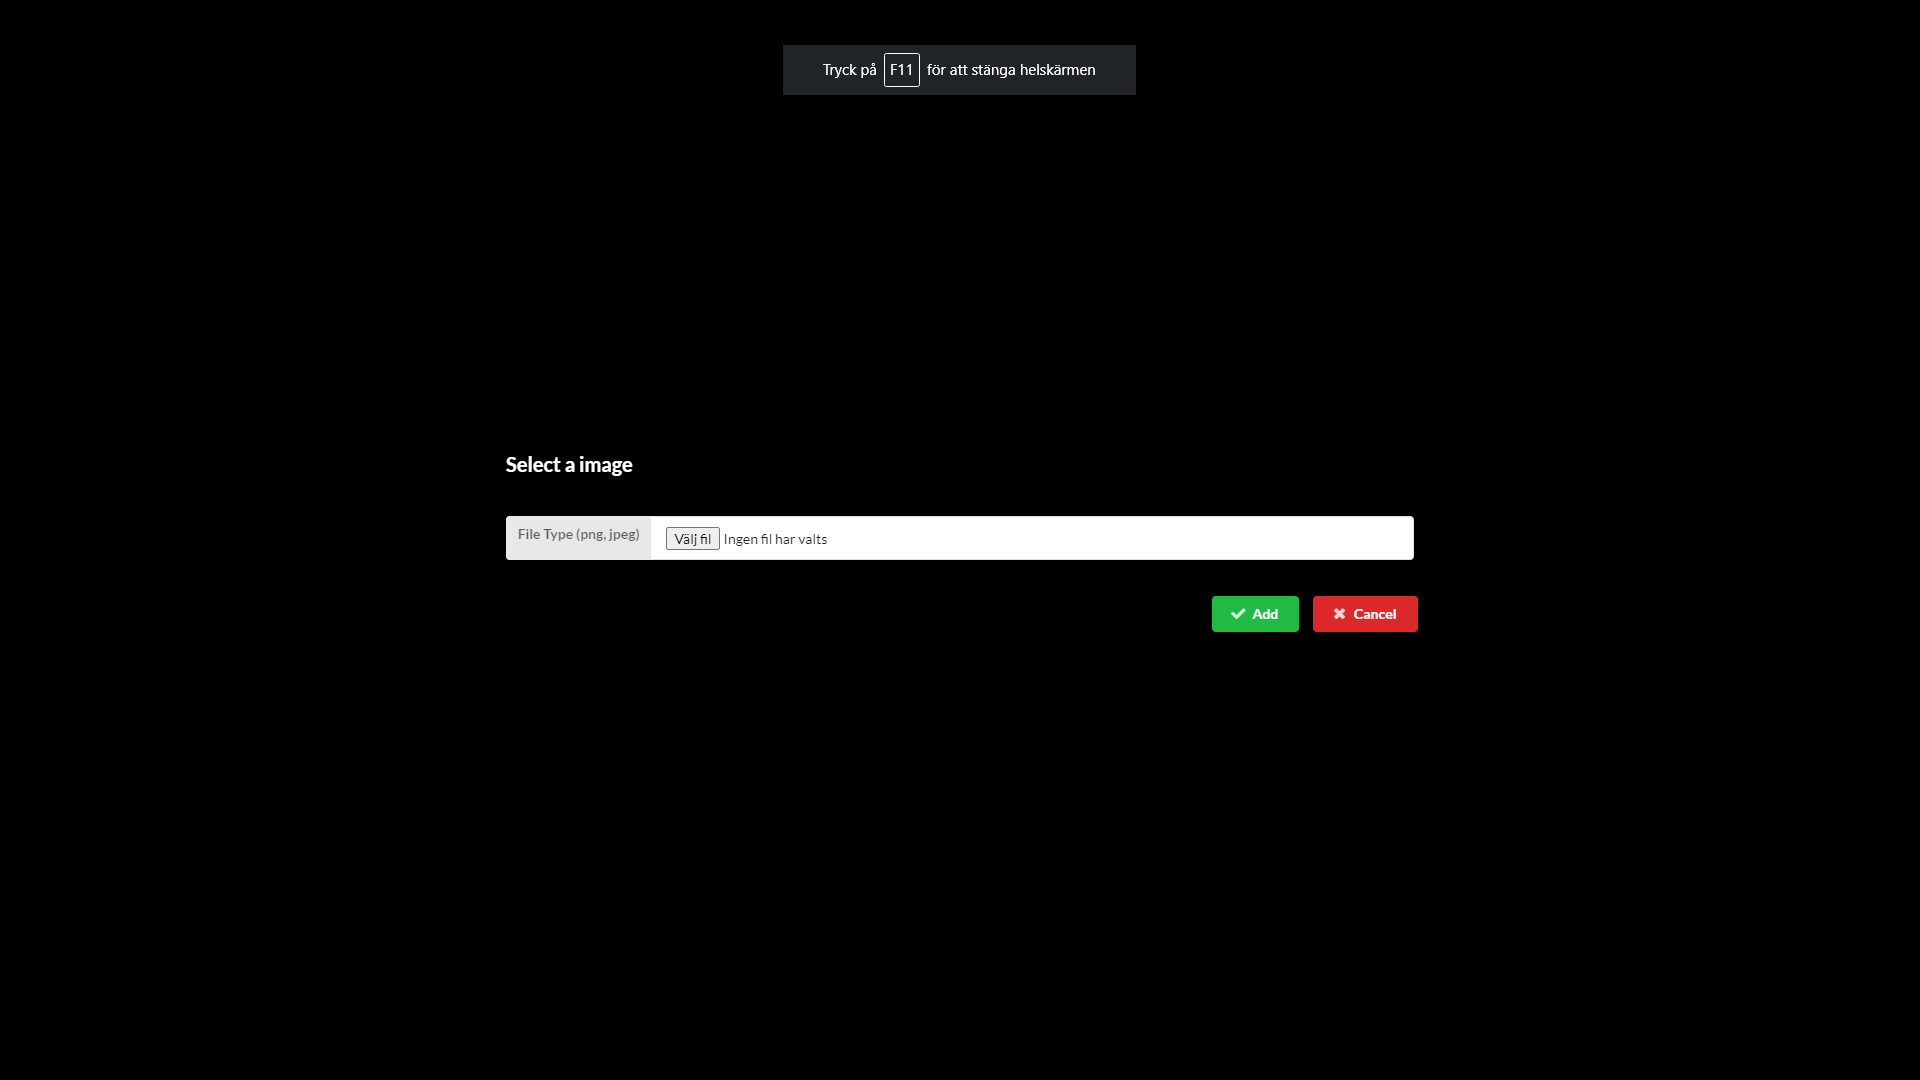 Tryck på F11 för att stänga helskärmen
Select a image
File Type (png, jpeg) Välj fil Ingen fil har valts
Add Cancel